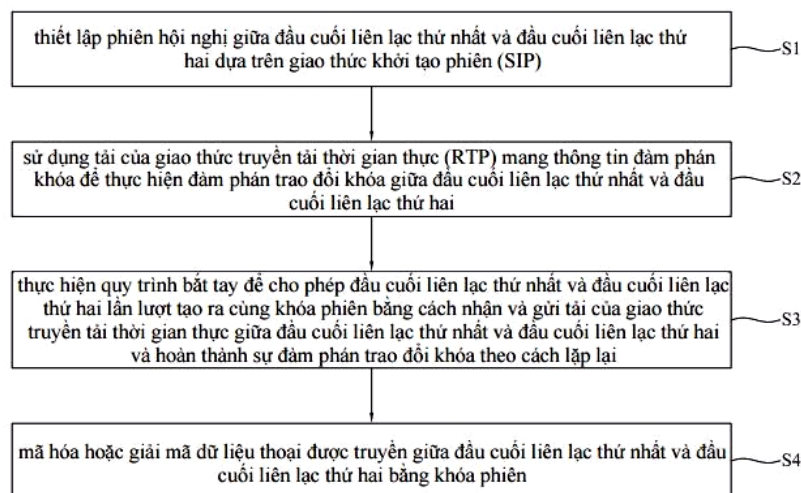 thiết lập phiên hội nghị giữa đầu cuối liên lạc thứ nhất và đầu cuối liên lạc thứ
hai dựa trên giao thức khởi tạo phiên (SIP)
S1
sử dụng tải của giao thức truyền tải thời gian thực (RTP) mang thông tin đàm phán
khóa để thực hiện đàm phán trao đổi khóa giữa đầu cuối liên lạc thứ nhất và đầu
cuối liên lạc thứ hai
S2
thực hiện quy trình bắt tay để cho phép đầu cuối liên lạc thứ nhất và đầu cuối liên lạc
thứ hai lần lượt tạo ra cùng khóa phiên bằng cách nhận và gửi tải của giao thức
truyền tải thời gian thực giữa đầu cuối liên lạc thứ nhất và đầu cuối liên lạc thứ hai
và hoàn thành sự đàm phán trao đổi khóa theo cách lặp lại
S3
mã hóa hoặc giải mã dữ liệu thoại được truyền giữa đầu cuối liên lạc thứ nhất và đầu
cuối liên lạc thứ hai bằng khóa phiên
S4